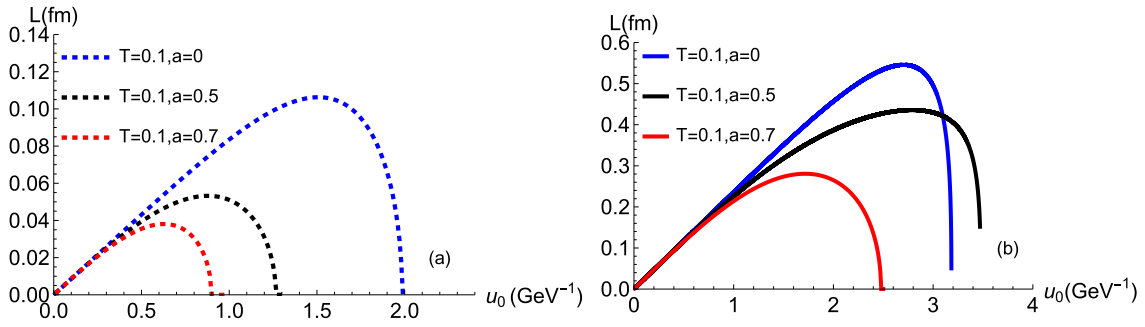 L(fm)
0.14
0.12
0.10
0.08
0.06
0.04
0.02
0.00
T=0.1,a=0
T=0.1,a=0.5
T=0.1,a=0.7
(a)
0.0 0.5 1.0 1.5 2.0
u₀(GeV⁻¹)
L(fm)
0.6
0.5
0.4
0.3
0.2
0.1
0.0
T=0.1,a=0
T=0.1,a=0.5
T=0.1,a=0.7
(b)
0 1 2 3 4
u₀(GeV⁻¹)